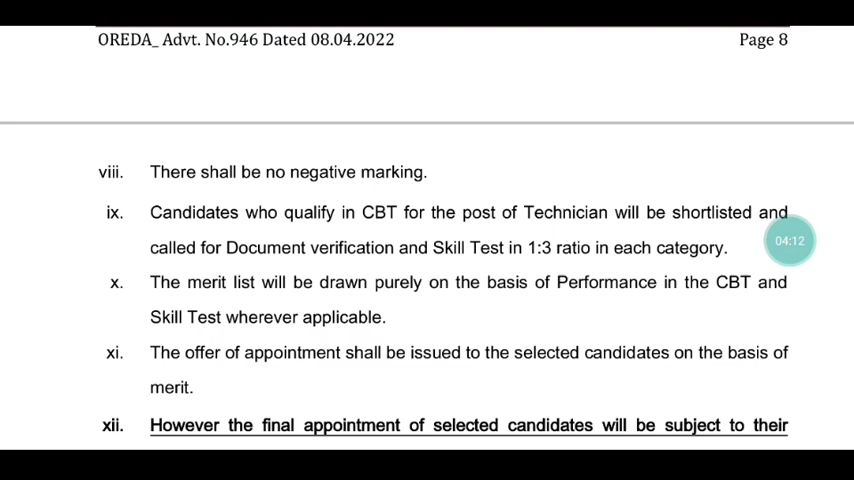 OREDA_ Advt. No.946 Dated 08.04.2022 Page 8
viii. There shall be no negative marking.
ix. Candidates who qualify in CBT for the post of Technician will be shortlisted and
called for Document verification and Skill Test in 1:3 ratio in each category.
04:12
x. The merit list will be drawn purely on the basis of Performance in the CBT and
Skill Test wherever applicable.
xi. The offer of appointment shall be issued to the selected candidates on the basis of
merit.
xii. However the final appointment of selected candidates will be subject to their